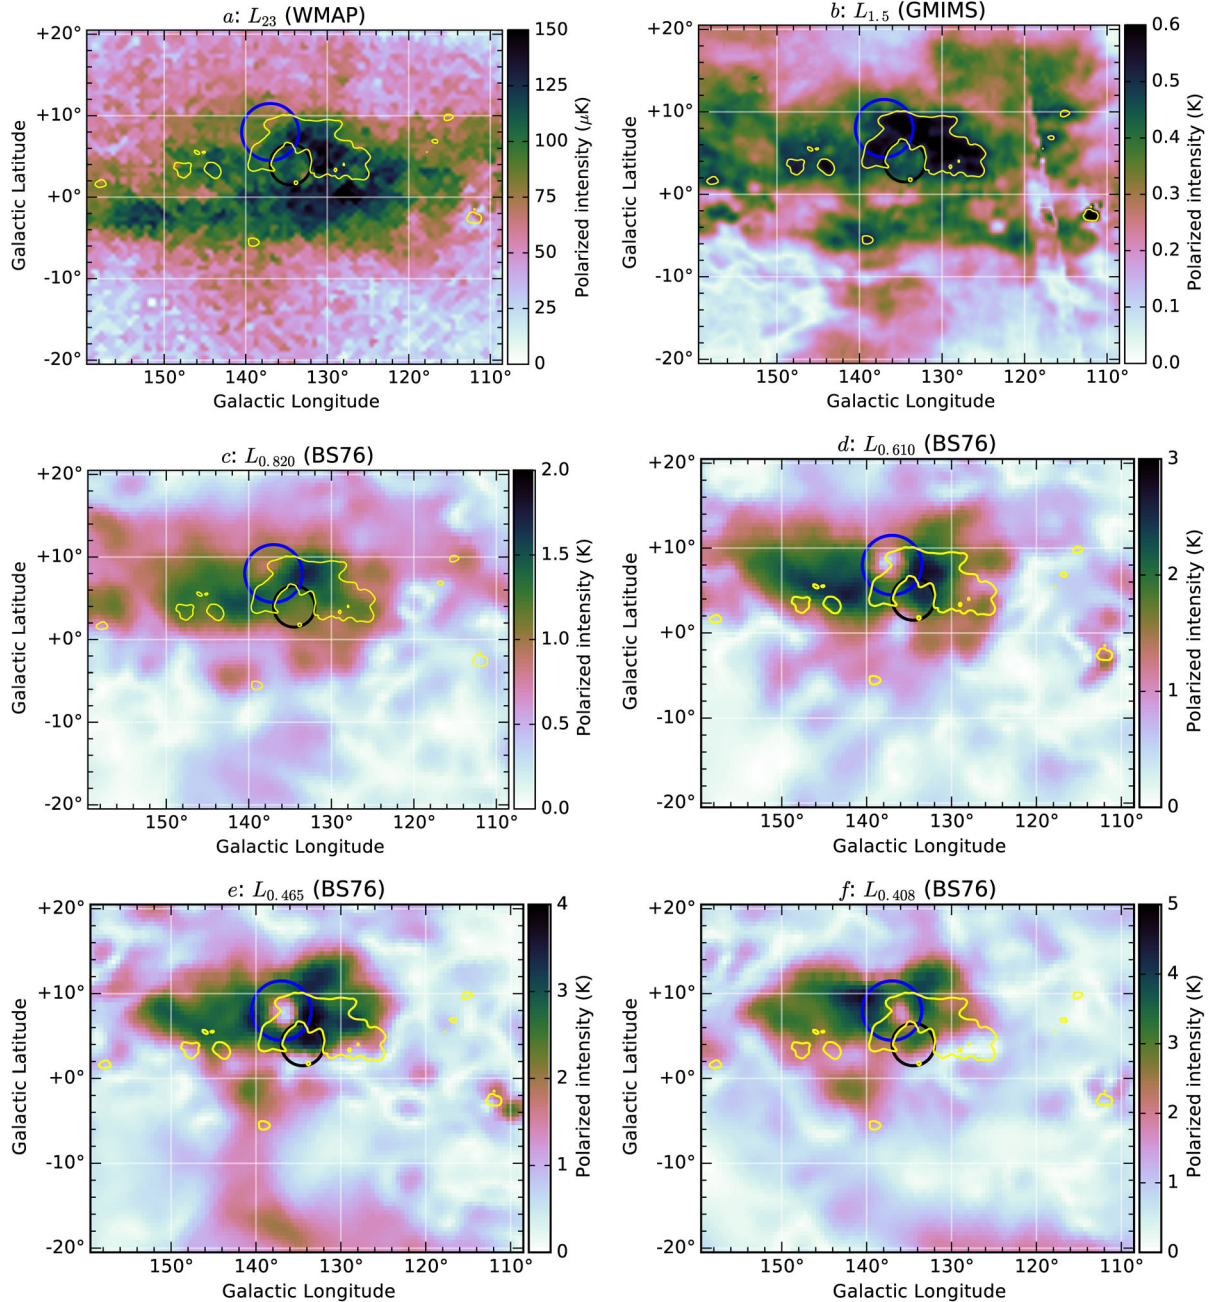 a: L23 (WMAP)
+20°
+10°
+0°
-10°
-20°
Galactic Latitude
150° 140° 130° 120° 110°
Galactic Longitude
150
125
100
75
50
25
0
Polarized intensity (μK)
b: L1.5 (GMIMS)
+20°
+10°
+0°
-10°
-20°
Galactic Latitude
150° 140° 130° 120° 110°
Galactic Longitude
0.6
0.5
0.4
0.3
0.2
0.1
0.0
Polarized intensity (K)
c: L0.820 (BS76)
+20°
+10°
+0°
-10°
-20°
Galactic Latitude
150° 140° 130° 120° 110°
Galactic Longitude
2.0
1.5
1.0
0.5
0.0
Polarized intensity (K)
d: L0.610 (BS76)
+20°
+10°
+0°
-10°
-20°
Galactic Latitude
150° 140° 130° 120° 110°
Galactic Longitude
3
2
1
0
Polarized intensity (K)
e: L0.465 (BS76)
+20°
+10°
+0°
-10°
-20°
Galactic Latitude
150° 140° 130° 120° 110°
Galactic Longitude
4
3
2
1
0
Polarized intensity (K)
f: L0.408 (BS76)
+20°
+10°
+0°
-10°
-20°
Galactic Latitude
150° 140° 130° 120° 110°
Galactic Longitude
5
4
3
2
1
0
Polarized intensity (K)